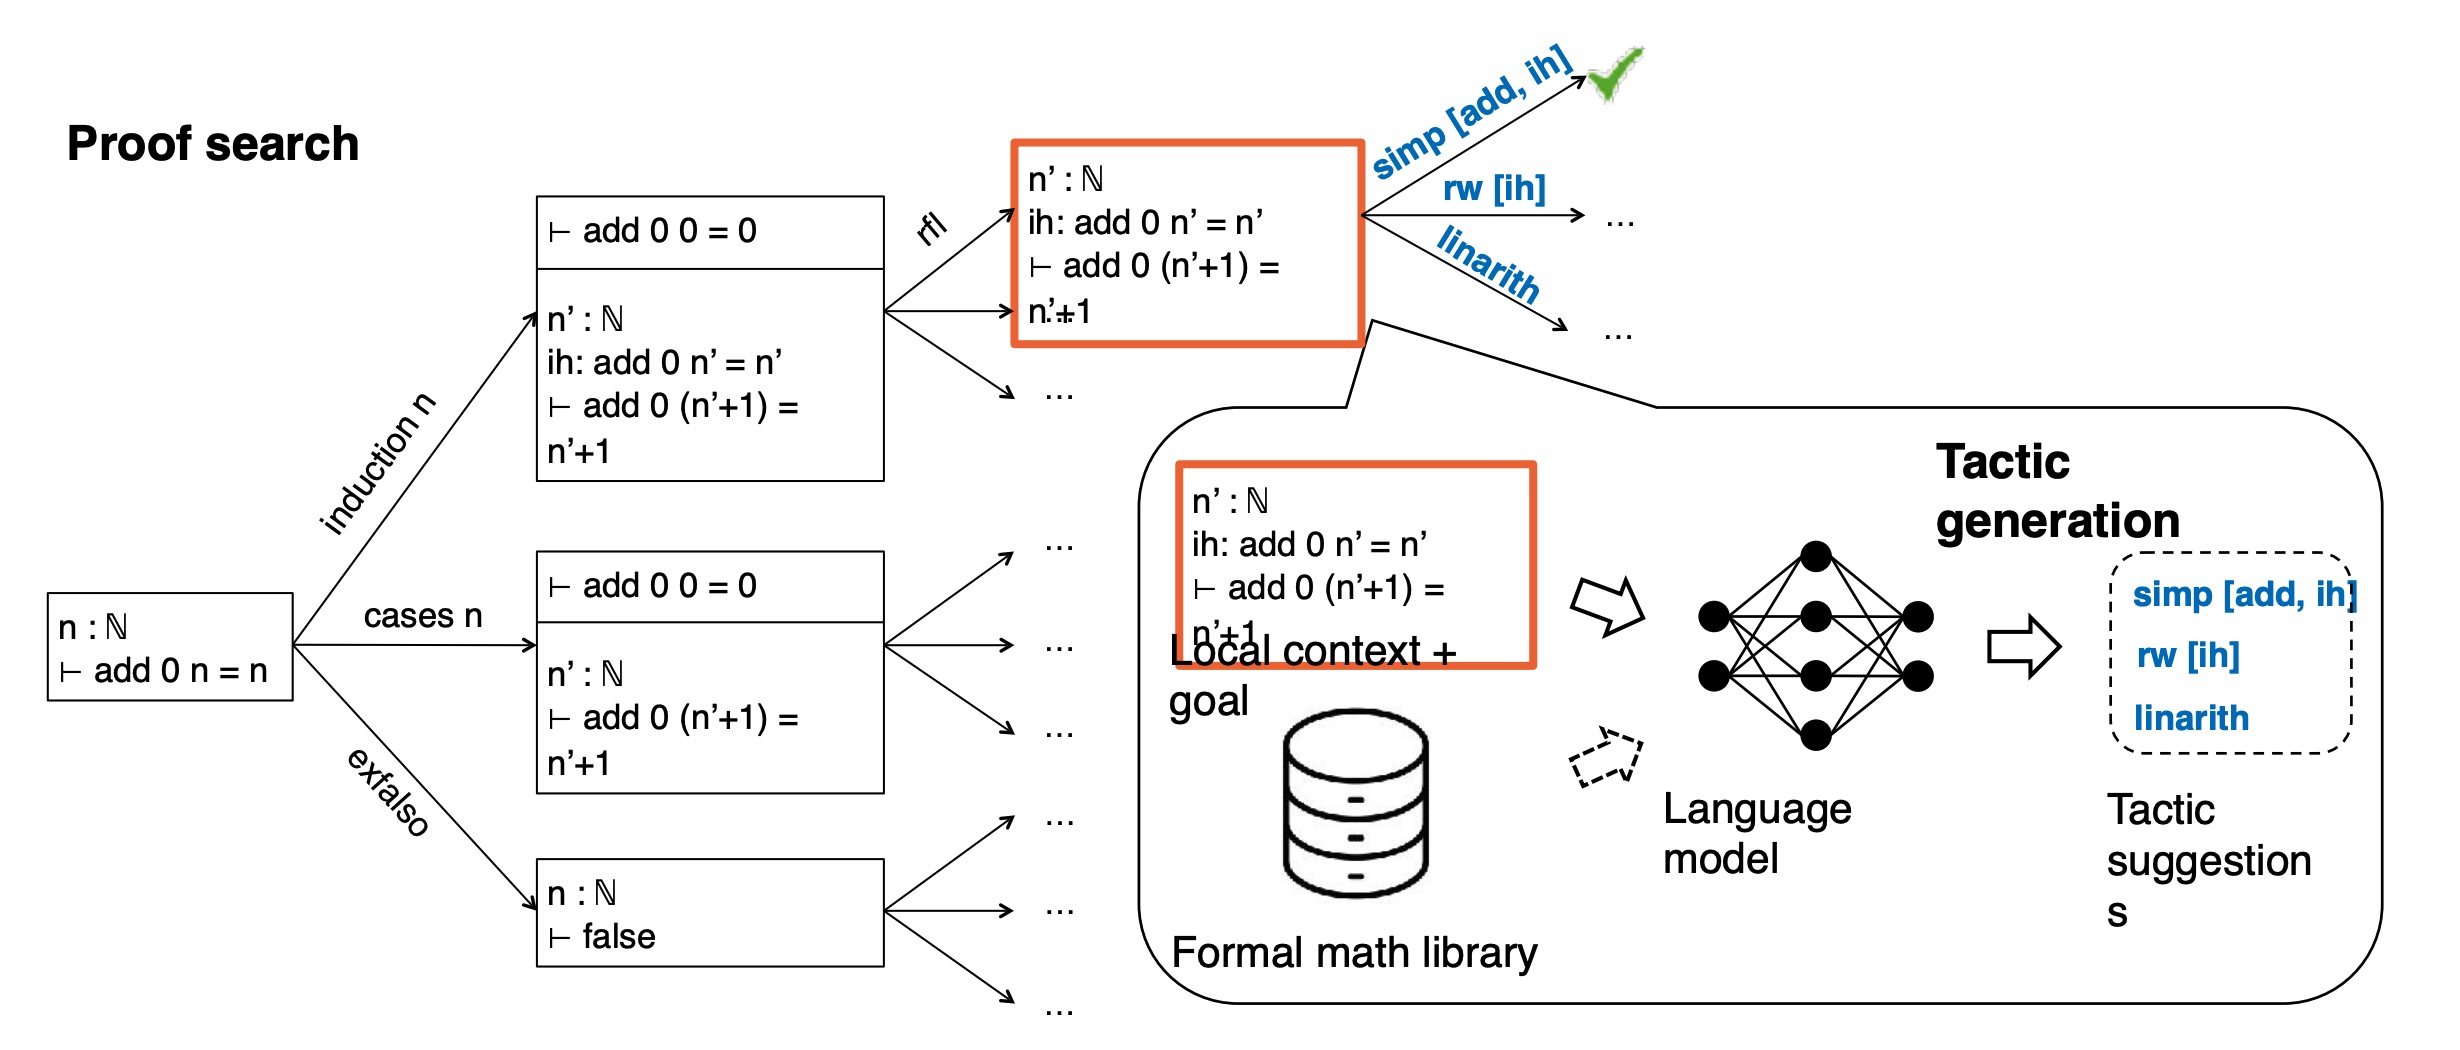 Proof search
n : ℕ
⊢ add 0 n = n
induction n
cases n
exfalso
⊢ add 0 0 = 0
n’ : ℕ
ih: add 0 n’ = n’
⊢ add 0 (n’+1) =
n’+1
⊢ add 0 0 = 0
n’ : ℕ
⊢ add 0 (n’+1) =
n’+1
n : ℕ
⊢ false
rfl
...
...
...
...
...
...
...
...
n’ : ℕ
ih: add 0 n’ = n’
⊢ add 0 (n’+1) =
n’+1
simp [add, ih]
rw [ih]
linarith
...
...
Tactic
generation
n’ : ℕ
ih: add 0 n’ = n’
⊢ add 0 (n’+1) =
n’+1
Local context +
goal
Formal math library
Language
model
simp [add, ih]
rw [ih]
linarith
Tactic
suggestion
s